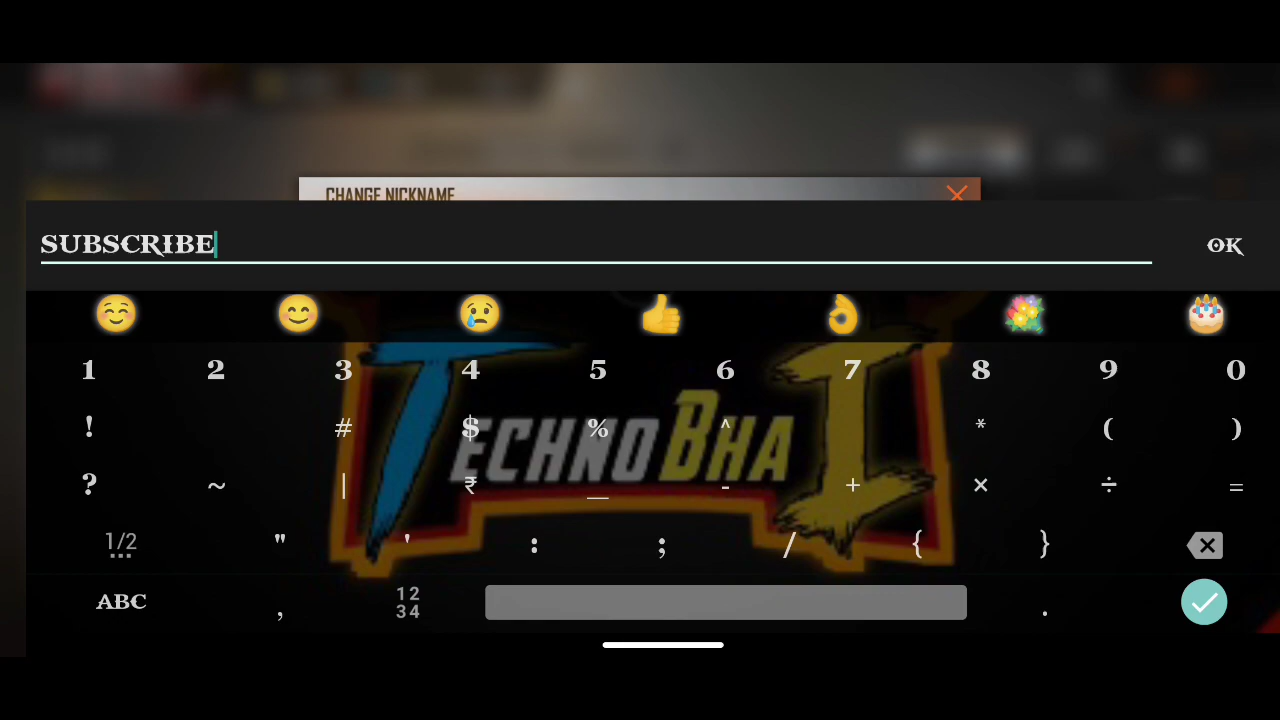 CHANGE NICKNAME
SUBSCRIBE
OK
1 2 3 4 5 6 7 8 9 0
! # $ % ^ * ( )
? ~ | ₹ _ - + × ÷ =
1/2 " ' : ; / { }
ABC , 12 34 .
TECHNOBHAI